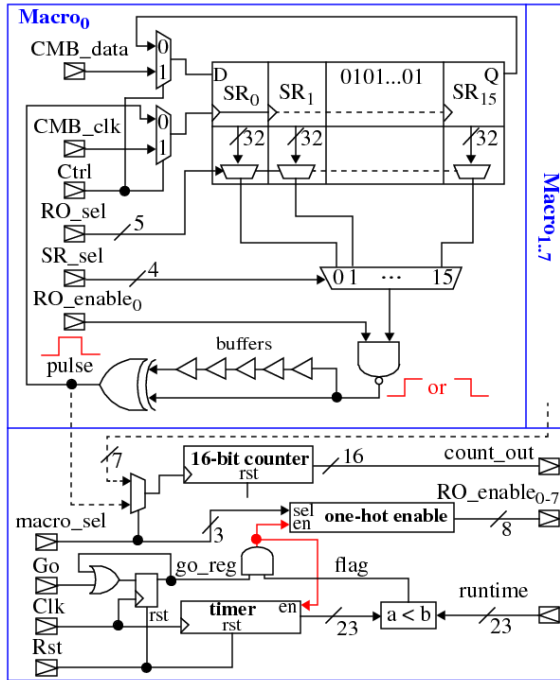 Macro0
CMB_data
0
1
D
SR0
SR1
0101...01
SR15
Q
CMB_clk
0
1
Ctrl
32
32
32
RO_sel
5
SR_sel
4
0 1 ... 15
RO_enable0
Macro1..7
buffers
pulse
or
7
16-bit counter
rst
16
count_out
RO_enable0-7
macro_sel
3
sel
en
one-hot enable
8
Go
go_reg
flag
Clk
rst
timer
en
rst
23
a < b
runtime
23
Rst